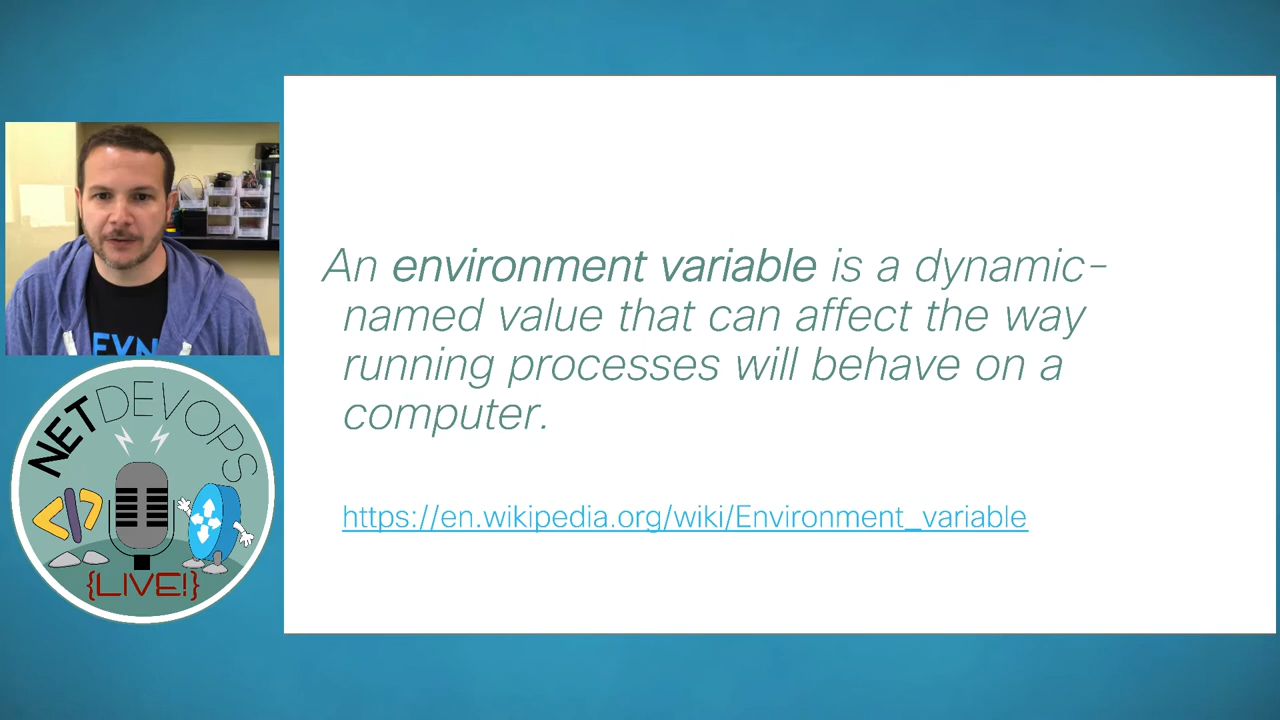 An environment variable is a dynamic-
named value that can affect the way
running processes will behave on a
computer.
https://en.wikipedia.org/wiki/Environment_variable
EVN
NETDEVOPS
</>
{LIVE!}